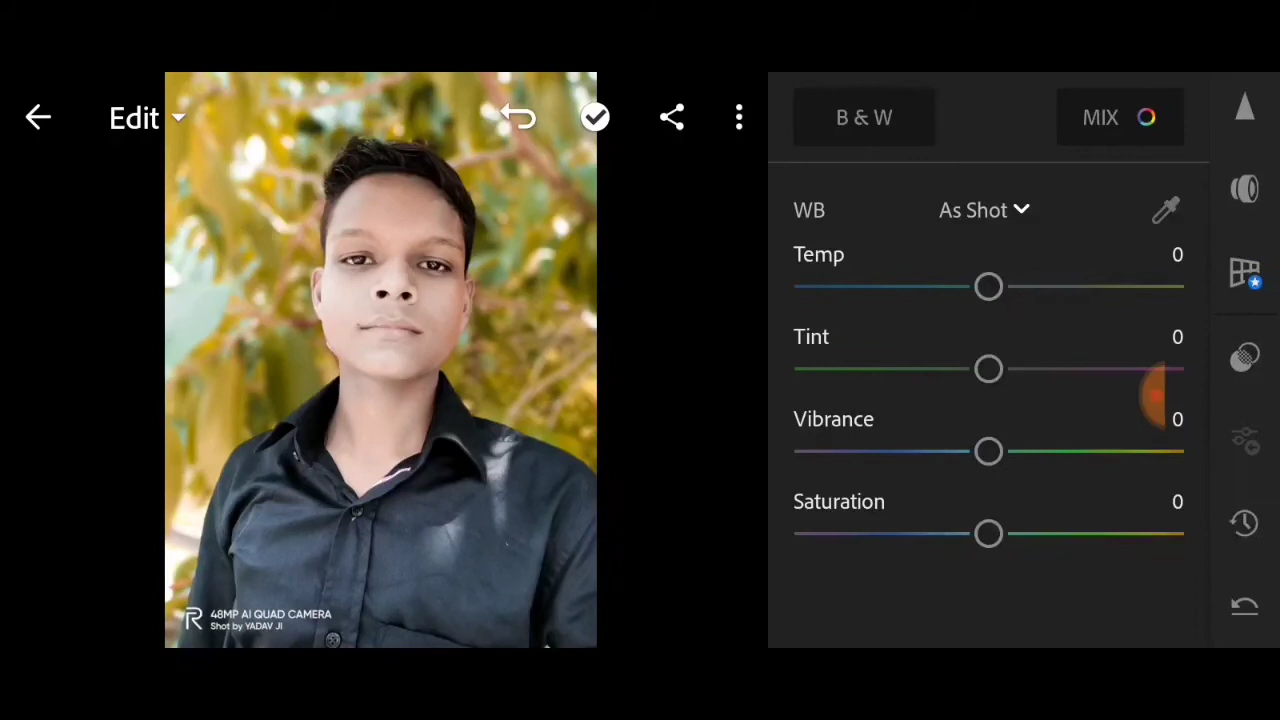 Edit
B & W
MIX
WB
As Shot
Temp
0
Tint
0
Vibrance
0
Saturation
0
48MP AI QUAD CAMERA
Shot by YADAV JI